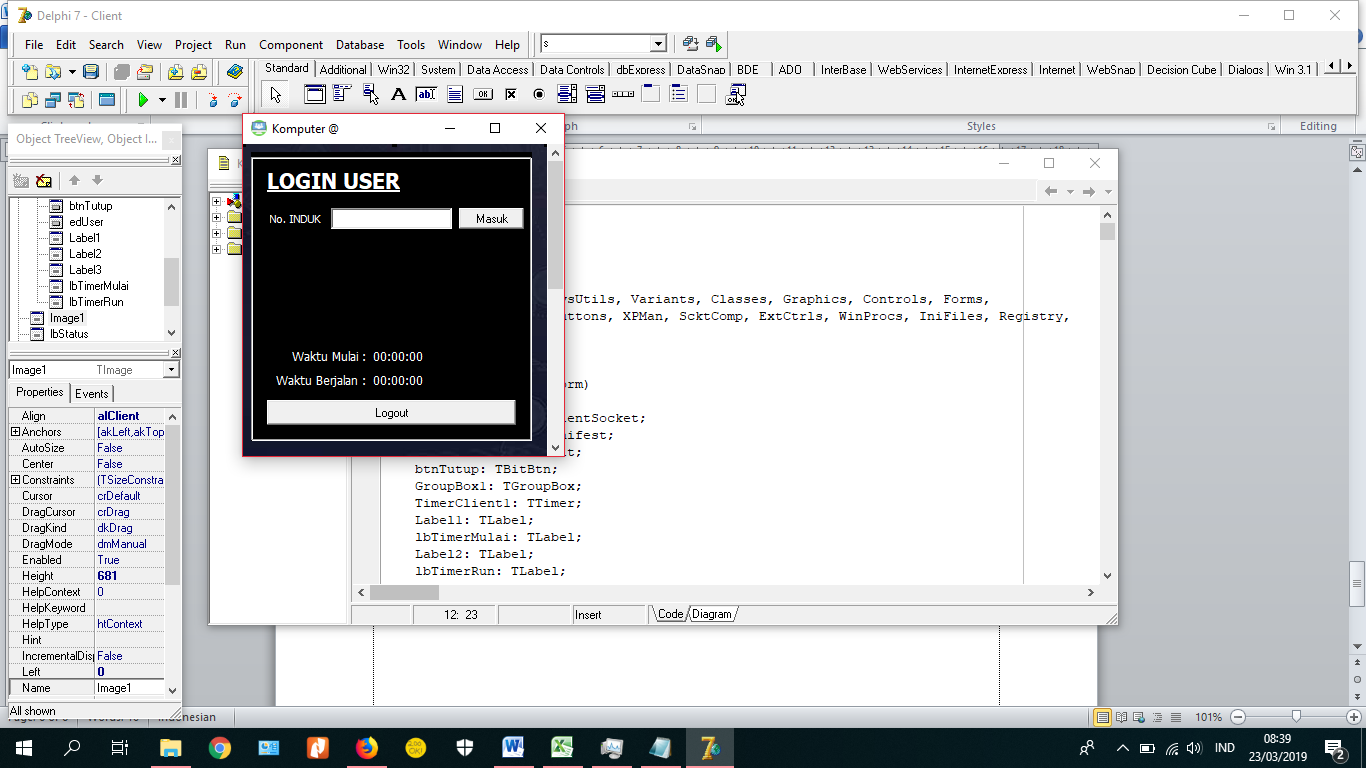 Delphi 7 - Client
File Edit Search View Project Run Component Database Tools Window Help
s
Standard Additional Win32 System Data Access Data Controls dbExpress DataSnap BDE ADO InterBase WebServices InternetExpress Internet WebSnap Decision Cube Dialogs Win 3.1
Styles
Editing
Object TreeView, Object I...
btnTutup
edUser
Label1
Label2
Label3
lbTimerMulai
lbTimerRun
Image1
lbStatus
Image1 TImage
Properties Events
Align alClient
Anchors [akLeft,akTop
AutoSize False
Center False
Constraints (TSizeConstra
Cursor crDefault
DragCursor crDrag
DragKind dkDrag
DragMode dmManual
Enabled True
Height 681
HelpContext 0
HelpKeyword
HelpType htContext
Hint
IncrementalDisp False
Left 0
Name Image1
All shown
Komputer @
LOGIN USER
No. INDUK
Masuk
Waktu Mulai : 00:00:00
Waktu Berjalan : 00:00:00
Logout
ysUtils, Variants, Classes, Graphics, Controls, Forms,
uttons, XPMan, ScktComp, ExtCtrls, WinProcs, IniFiles, Registry,
orm)
entSocket;
nifest;
t;
btnTutup: TBitBtn;
GroupBox1: TGroupBox;
TimerClient1: TTimer;
Label1: TLabel;
lbTimerMulai: TLabel;
Label2: TLabel;
lbTimerRun: TLabel;
12: 23
Insert
Code Diagram
Indonesian
101%
IND
08:39
23/03/2019
2